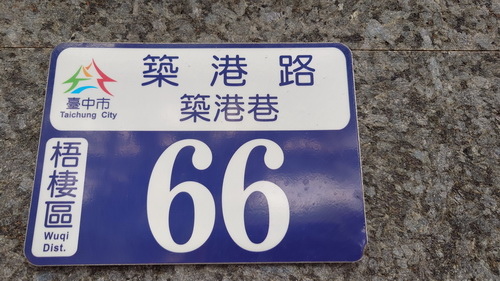 築港路
臺中市
Taichung City
築港巷
梧棲區
Wuqi
Dist.
66